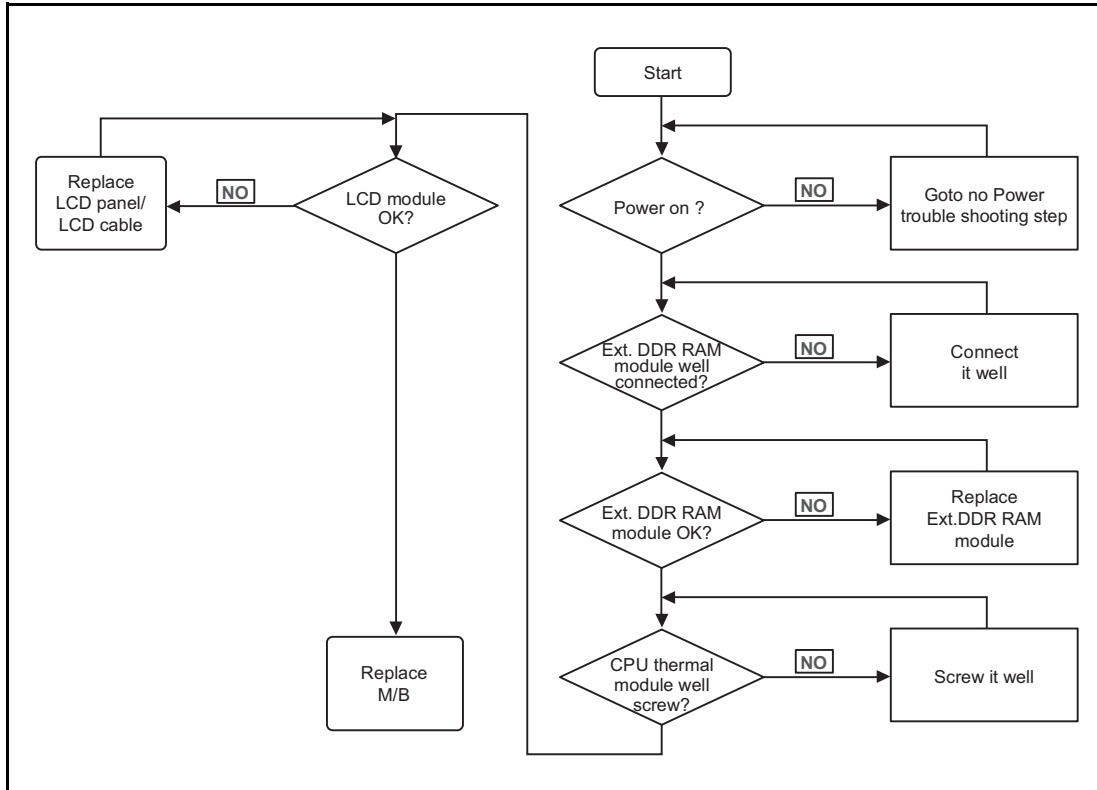 Start
Power on ?
NO
Goto no Power
trouble shooting step
Ext. DDR RAM
module well
connected?
NO
Connect
it well
Ext. DDR RAM
module OK?
NO
Replace
Ext.DDR RAM
module
CPU thermal
module well
screw?
NO
Screw it well
LCD module
OK?
NO
Replace
LCD panel/
LCD cable
Replace
M/B